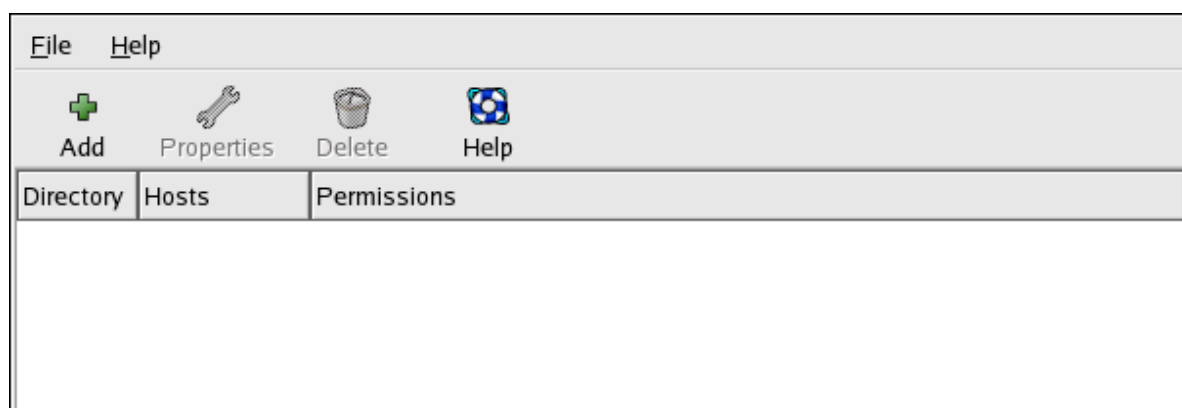 File Help
Add Properties Delete Help
Directory Hosts Permissions